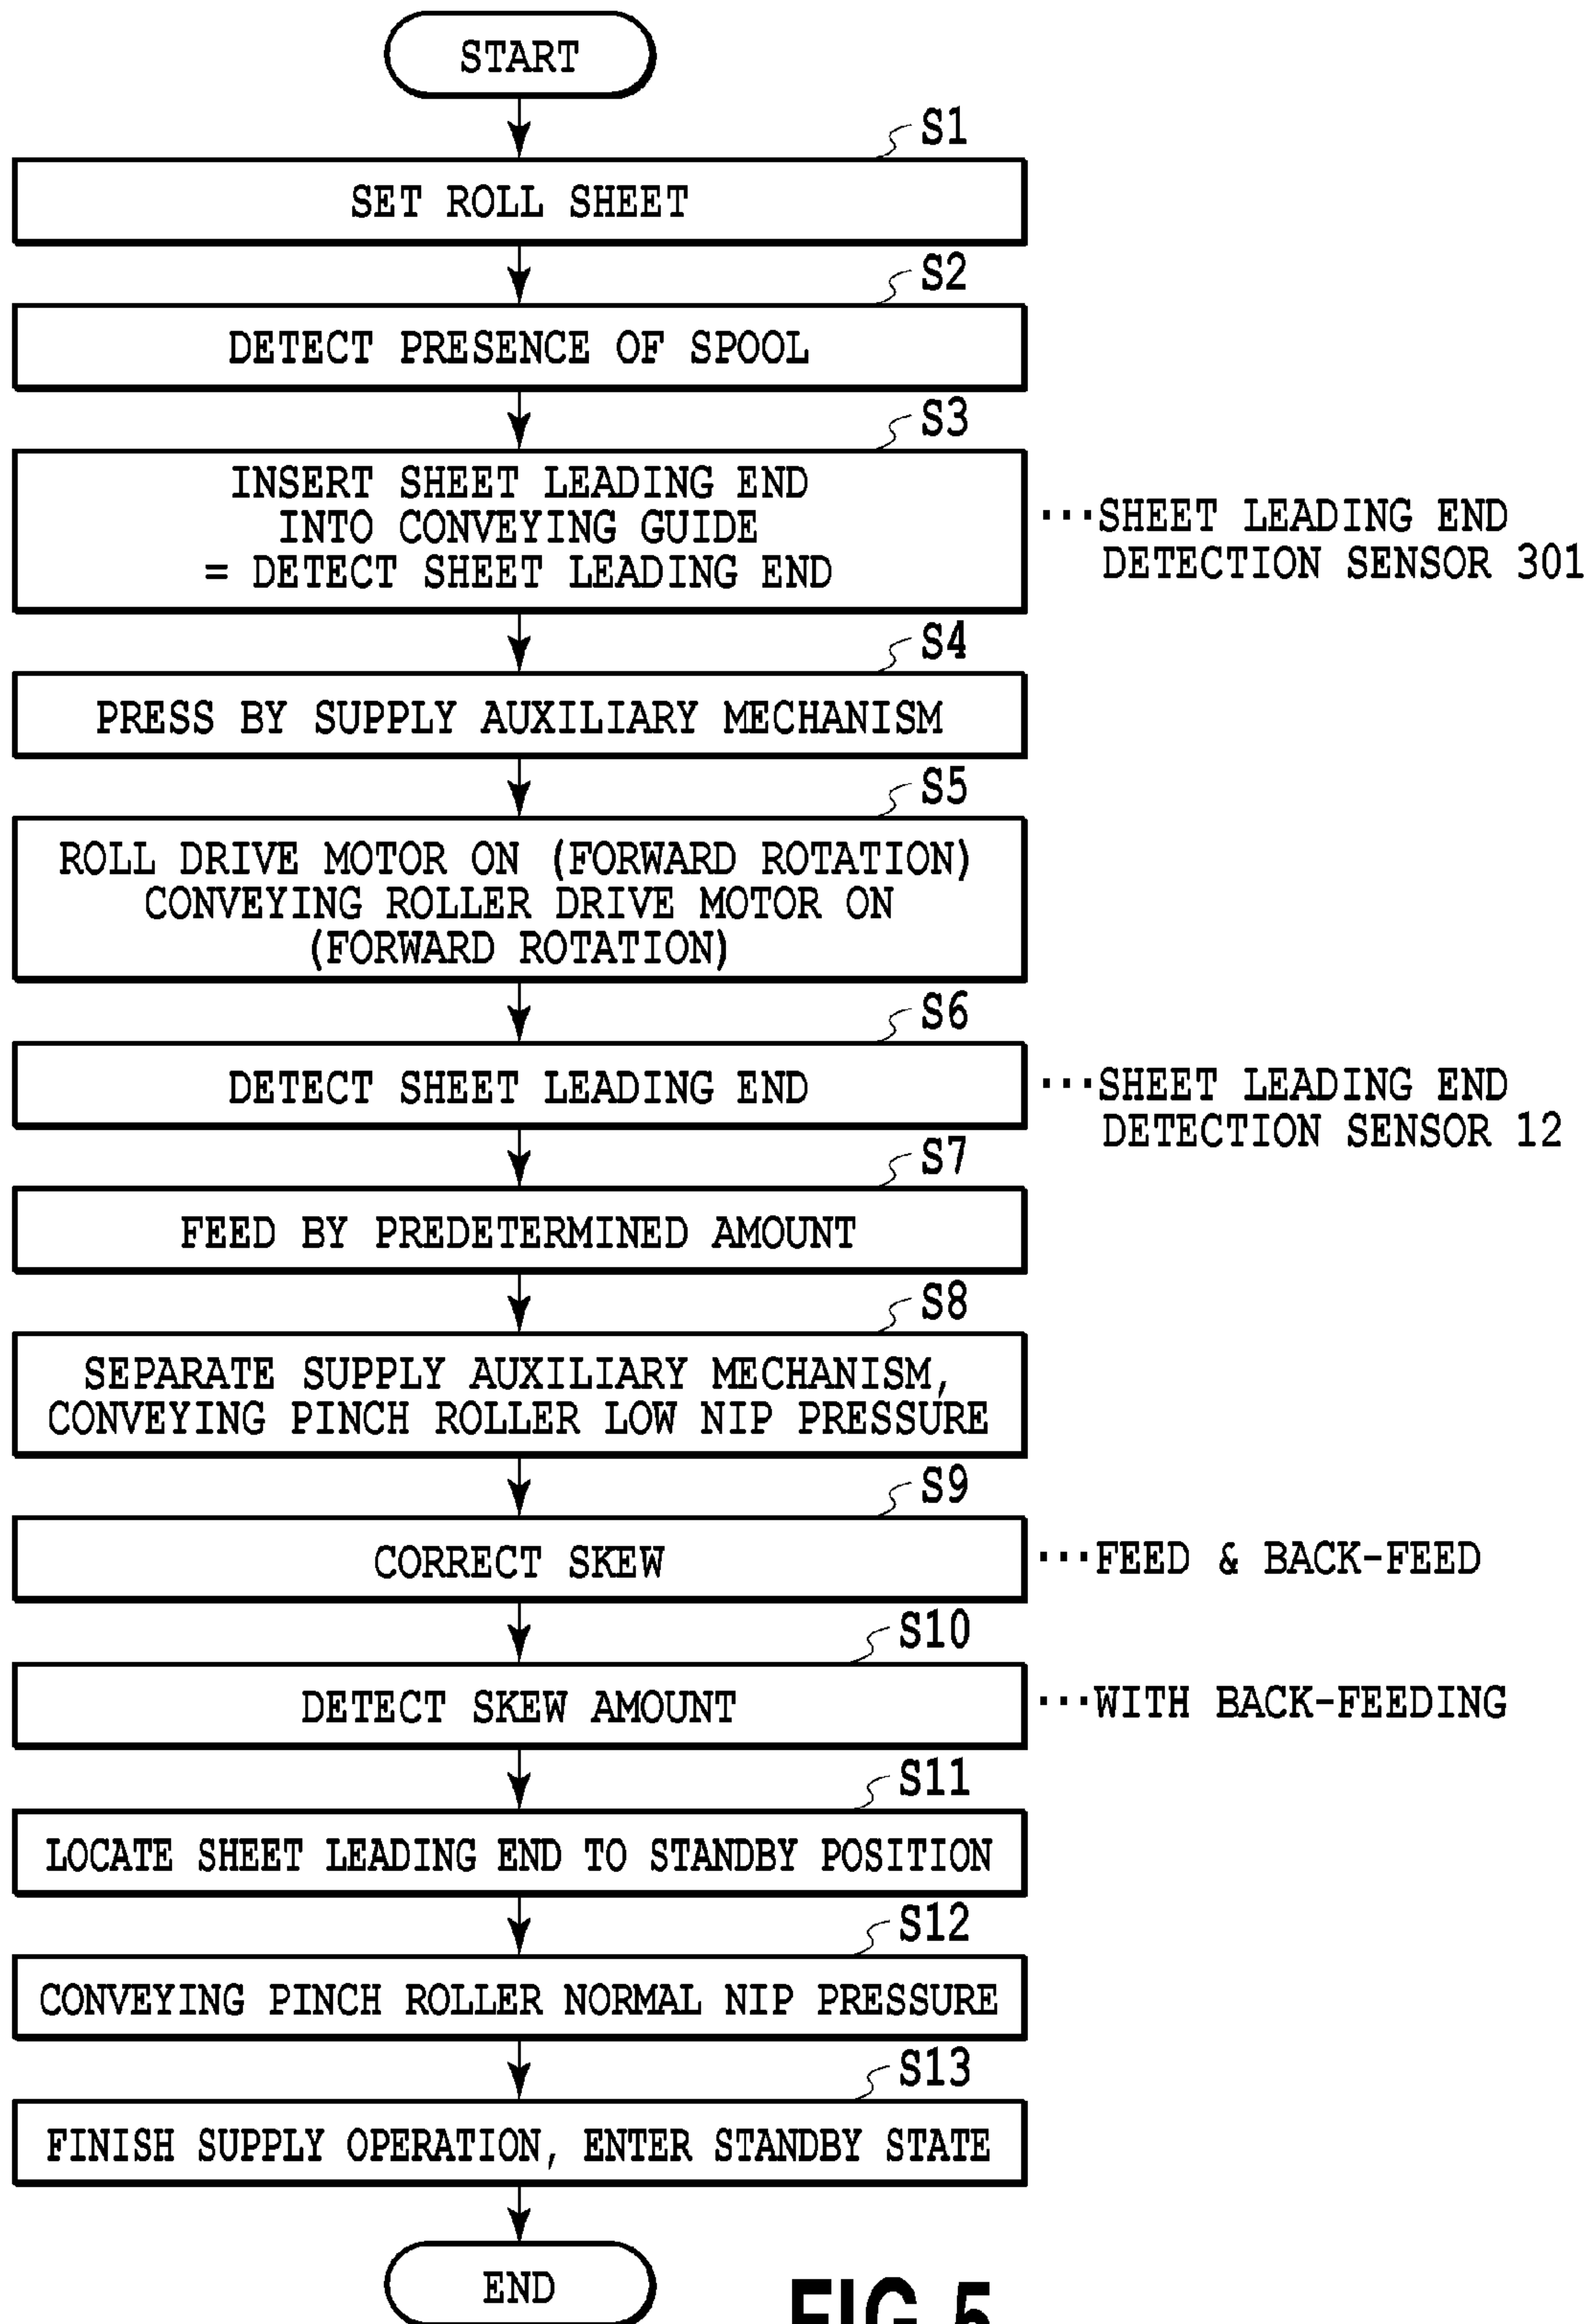 START
S1
SET ROLL SHEET
S2
DETECT PRESENCE OF SPOOL
S3
INSERT SHEET LEADING END
INTO CONVEYING GUIDE
= DETECT SHEET LEADING END
···SHEET LEADING END
DETECTION SENSOR 301
S4
PRESS BY SUPPLY AUXILIARY MECHANISM
S5
ROLL DRIVE MOTOR ON (FORWARD ROTATION)
CONVEYING ROLLER DRIVE MOTOR ON
(FORWARD ROTATION)
S6
DETECT SHEET LEADING END
···SHEET LEADING END
DETECTION SENSOR 12
S7
FEED BY PREDETERMINED AMOUNT
S8
SEPARATE SUPPLY AUXILIARY MECHANISM,
CONVEYING PINCH ROLLER LOW NIP PRESSURE
S9
CORRECT SKEW
···FEED & BACK-FEED
S10
DETECT SKEW AMOUNT
···WITH BACK-FEEDING
S11
LOCATE SHEET LEADING END TO STANDBY POSITION
S12
CONVEYING PINCH ROLLER NORMAL NIP PRESSURE
S13
FINISH SUPPLY OPERATION, ENTER STANDBY STATE
END
FIG.5